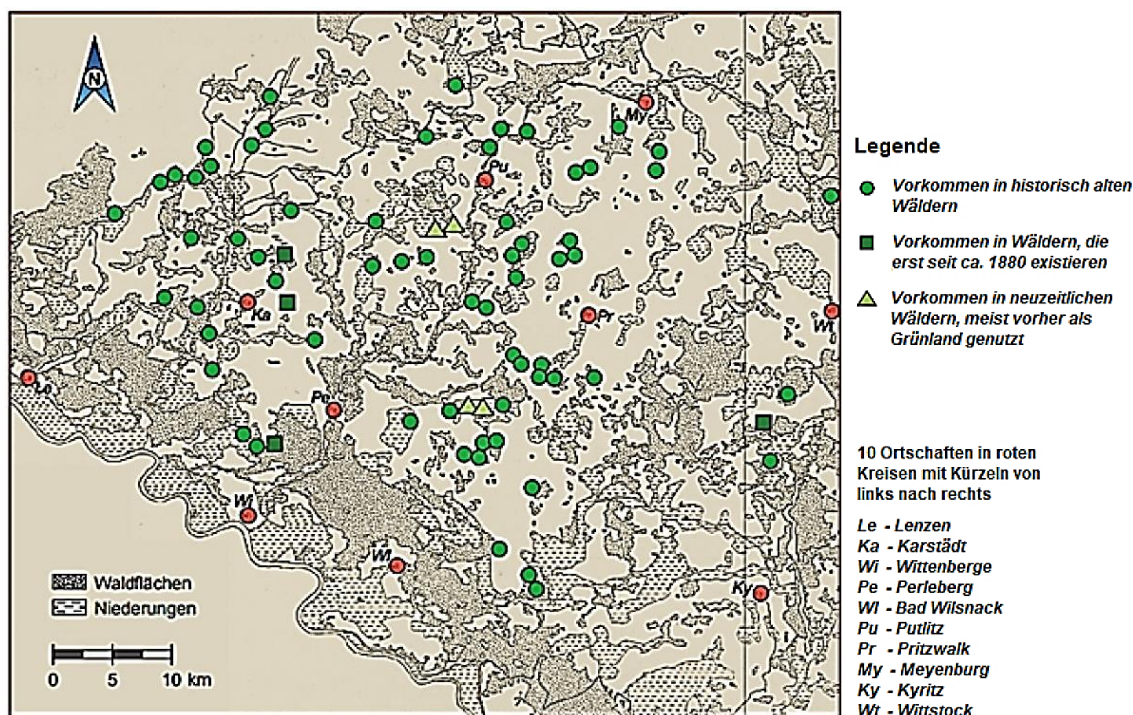 N
My
Pu
Ka
Pr
Wt
Le
Pe
Wi
Wl
Ky
Waldflächen
Niederungen
0 5 10 km
Legende
Vorkommen in historisch alten
Wäldern
Vorkommen in Wäldern, die
erst seit ca. 1880 existieren
Vorkommen in neuzeitlichen
Wäldern, meist vorher als
Grünland genutzt
10 Ortschaften in roten
Kreisen mit Kürzeln von
links nach rechts
Le - Lenzen
Ka - Karstädt
Wi - Wittenberge
Pe - Perleberg
Wl - Bad Wilsnack
Pu - Putlitz
Pr - Pritzwalk
My - Meyenburg
Ky - Kyritz
Wt - Wittstock